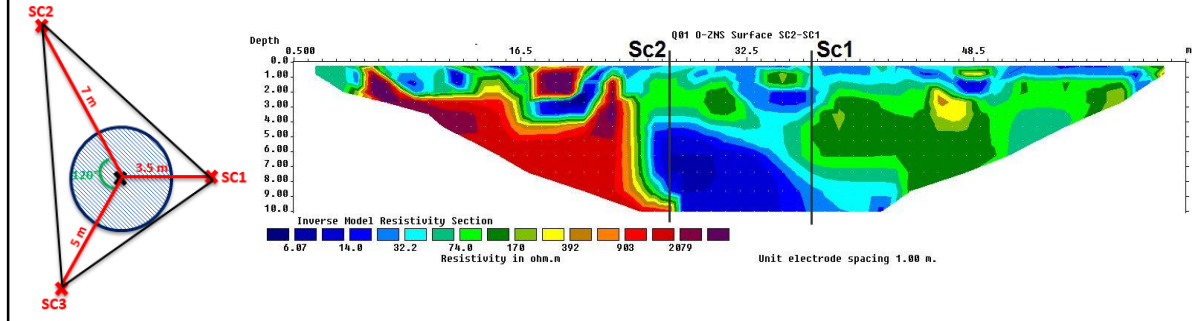 SC2
7 m
3.5 m
SC1
120°
5 m
SC3
Q01 O-ZNS Surface SC2-SC1
Sc2 Sc1
Depth 0.500 16.5 32.5 48.5 m
0.0
1.00
2.00
3.00
4.00
5.00
6.00
7.00
8.00
9.00
10.0
Inverse Model Resistivity Section
6.07 14.0 32.2 74.0 170 392 903 2079
Resistivity in ohm.m
Unit electrode spacing 1.00 m.